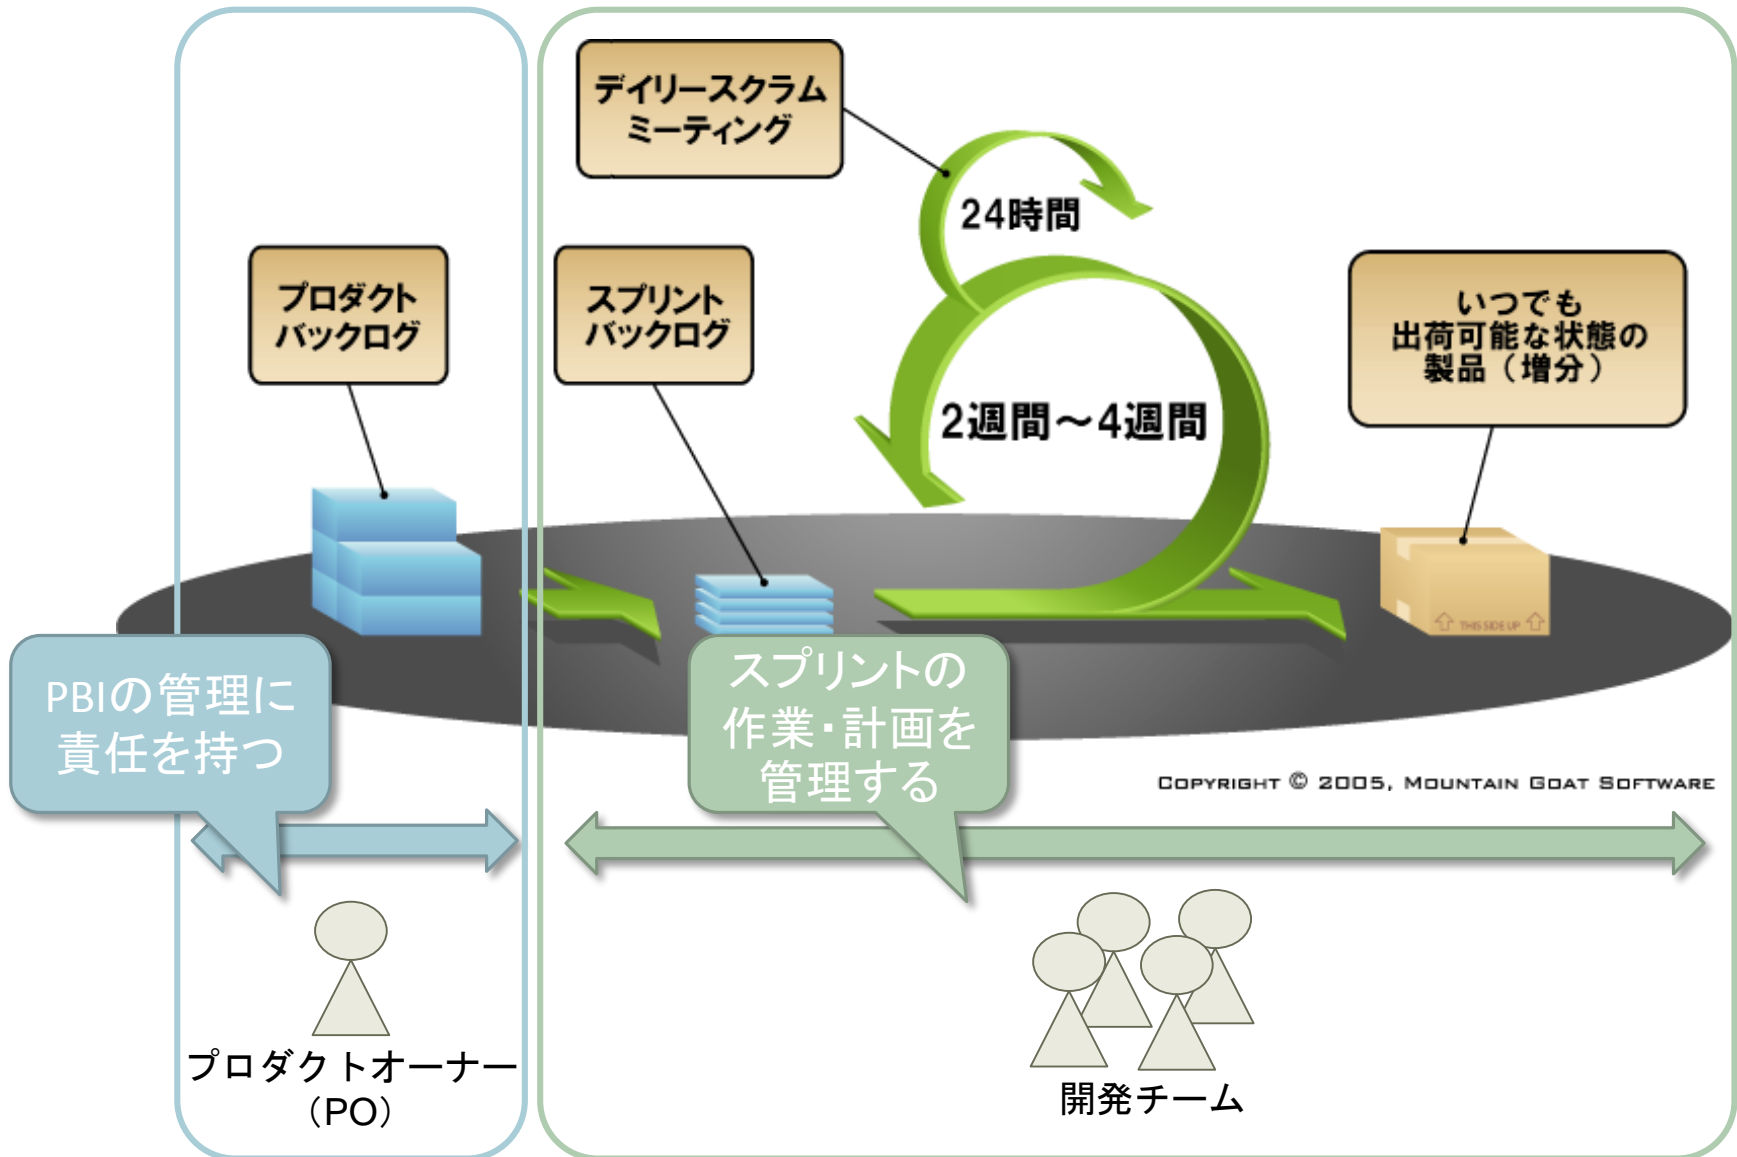 デイリースクラム
ミーティング
24時間
プロダクト
バックログ
スプリント
バックログ
2週間～4週間
いつでも
出荷可能な状態の
製品（増分）
THIS SIDE UP
PBIの管理に
責任を持つ
スプリントの
作業・計画を
管理する
COPYRIGHT © 2005, MOUNTAIN GOAT SOFTWARE
プロダクトオーナー
（PO）
開発チーム